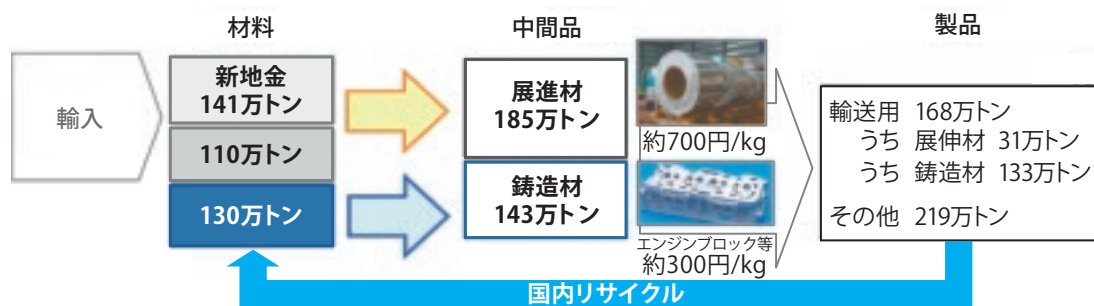 材料
中間品
製品
輸入
新地金
141万トン
110万トン
130万トン
展進材
185万トン
鋳造材
143万トン
約700円/kg
エンジンブロック等
約300円/kg
輸送用 168万トン
うち 展伸材 31万トン
うち 鋳造材 133万トン
その他 219万トン
国内リサイクル